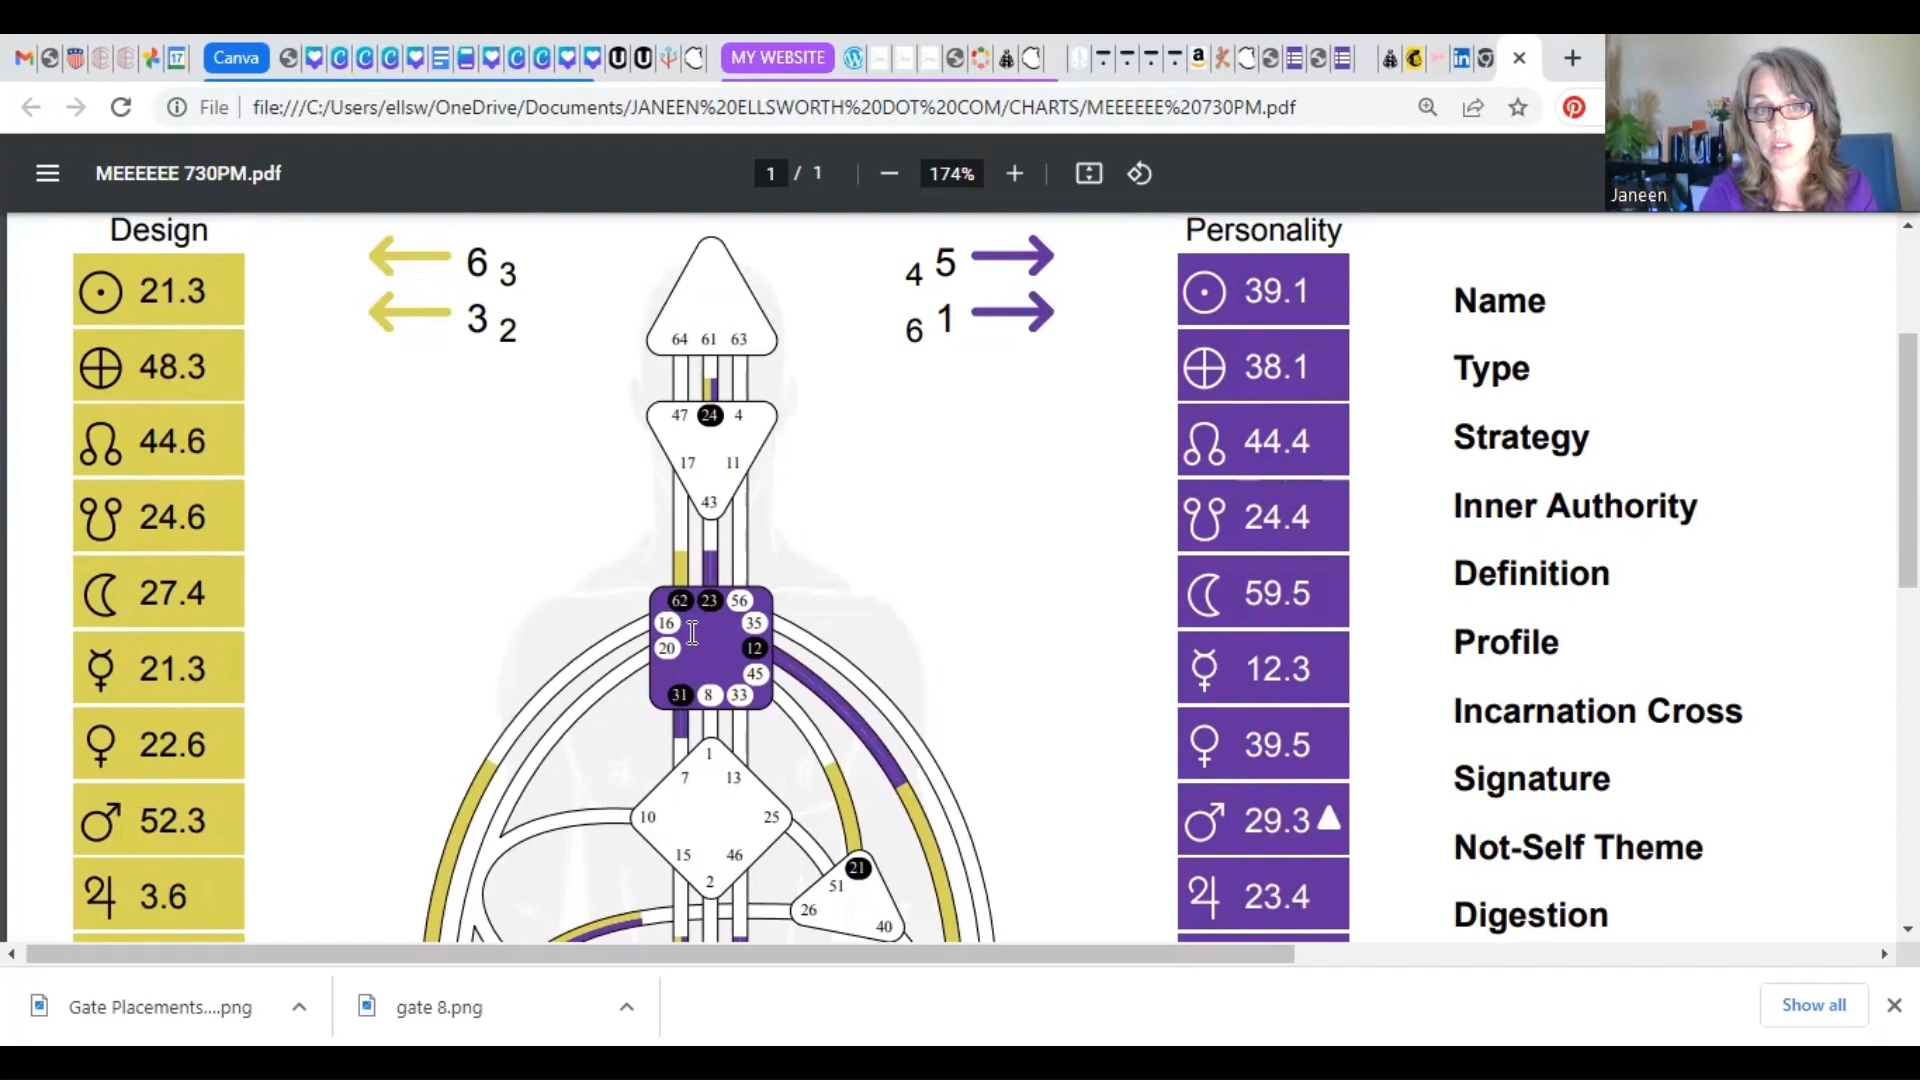 Canva
MY WEBSITE
File
file:///C:/Users/ellsw/OneDrive/Documents/JANEEN%20ELLSWORTH%20DOT%20COM/CHARTS/MEEEEEE%20730PM.pdf
Janeen
MEEEEEE 730PM.pdf
1 / 1
174%
Design
21.3
48.3
44.6
24.6
27.4
21.3
22.6
52.3
3.6
6 3
3 2
4 5
6 1
64 61 63
47 24 4
17 11
43
62 23 56
16 35
20 12
45
31 8 33
1
7 13
10 25
15 46
2
21
51
26
40
Personality
39.1
38.1
44.4
24.4
59.5
12.3
39.5
29.3
23.4
Name
Type
Strategy
Inner Authority
Definition
Profile
Incarnation Cross
Signature
Not-Self Theme
Digestion
Gate Placements....png
gate 8.png
Show all